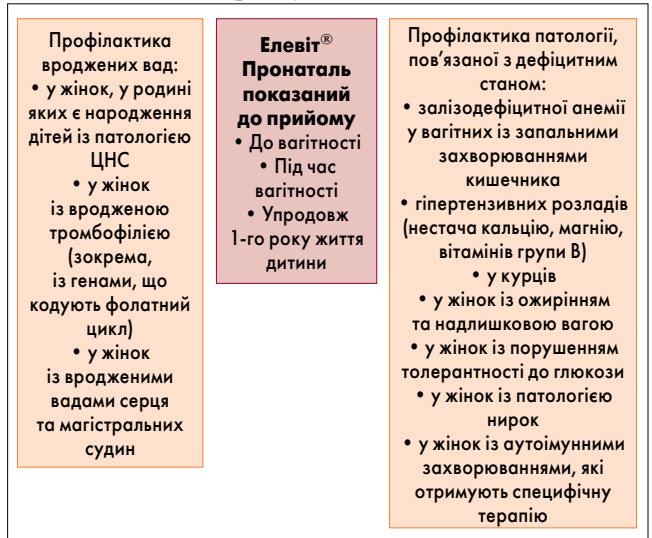 Профілактика
вроджених вад:
• у жінок, у родині
яких є народження
дітей із патологією
ЦНС
• у жінок
із вродженою
тромбофілією
(зокрема,
із генами, що
кодують фолатний
цикл)
• у жінок
із вродженими
вадами серця
та магістральних
судин
Елевіт®
Пронаталь
показаний
до прийому
• До вагітності
• Під час
вагітності
• Упродовж
1-го року життя
дитини
Профілактика патології,
пов’язаної з дефіцитним
станом:
• залізодефіцитної анемії
у вагітних із запальними
захворюваннями
кишечника
• гіпертензивних розладів
(нестача кальцію, магнію,
вітамінів групи В)
• у курців
• у жінок із ожирінням
та надлишковою вагою
• у жінок із порушенням
толерантності до глюкози
• у жінок із патологією
нирок
• у жінок із аутоімунними
захворюваннями, які
отримують специфічну
терапію